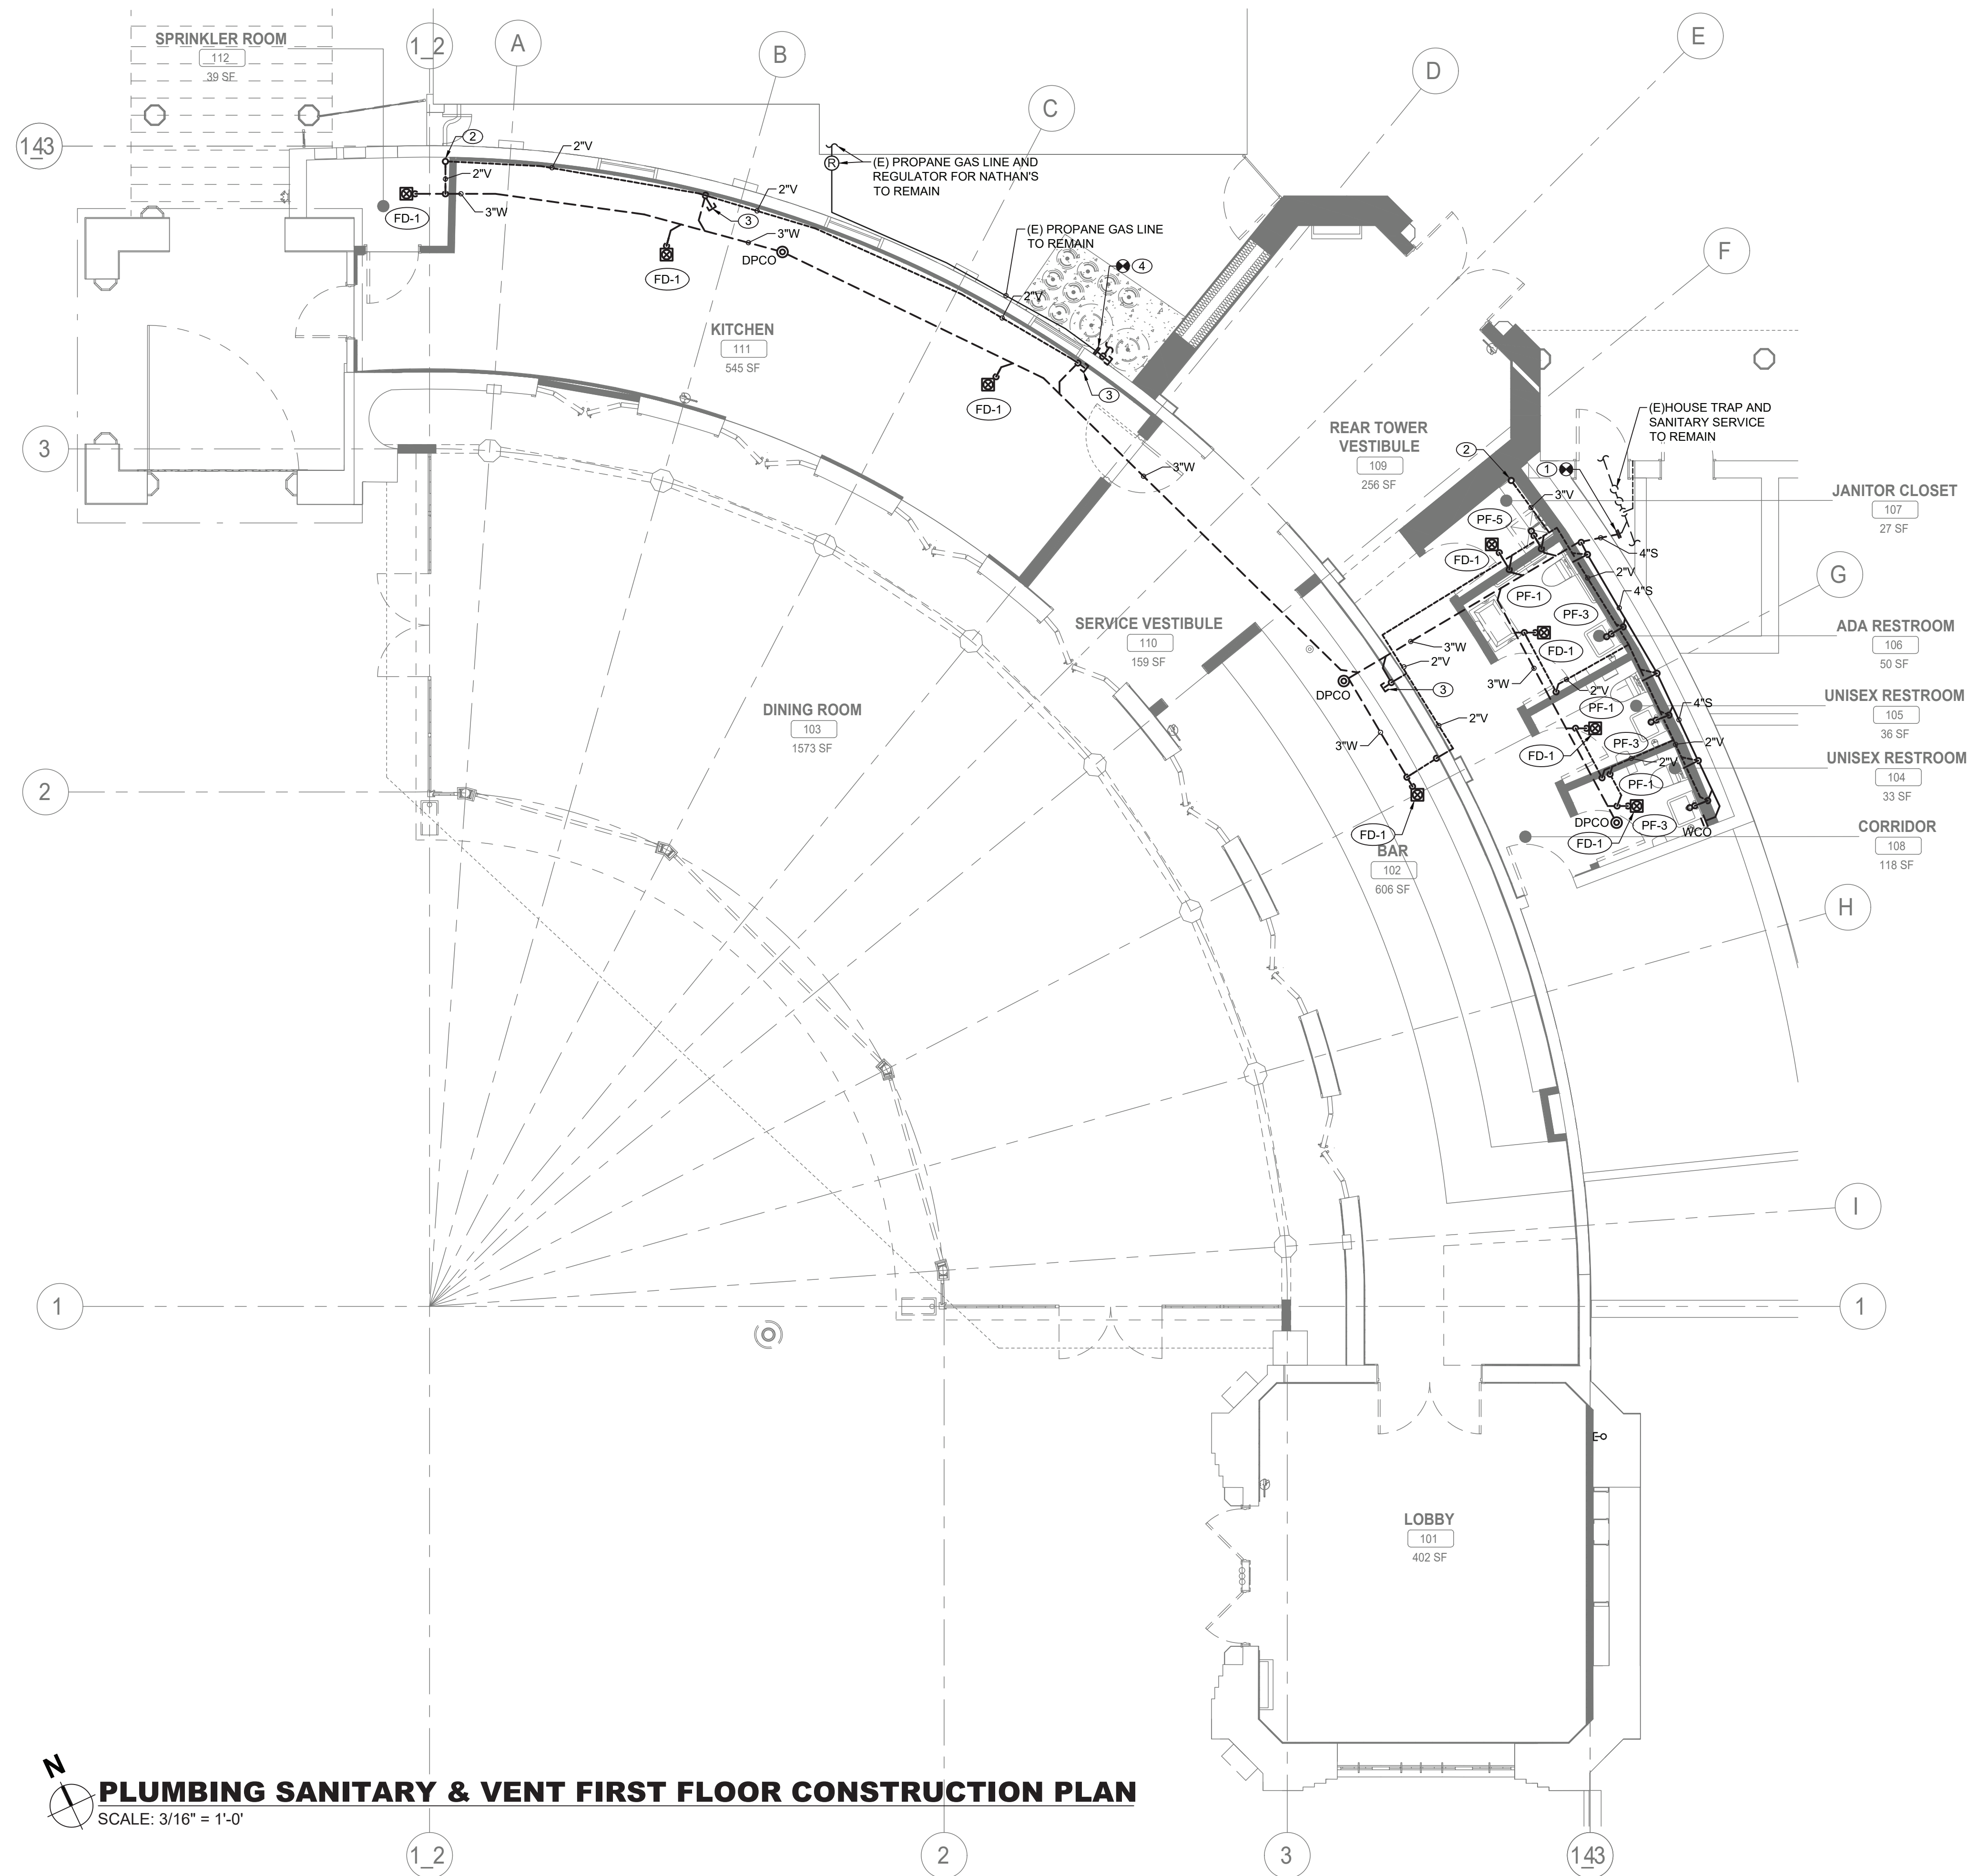 SPRINKLER ROOM
112
39 SF
1_2
A
B
C
D
E
F
G
H
I
143
3
2
1
1
2
2"V
2"V
3"W
FD-1
(E) PROPANE GAS LINE AND
REGULATOR FOR NATHAN'S
TO REMAIN
R
2"V
3
3"W
DPCO
FD-1
(E) PROPANE GAS LINE
TO REMAIN
4
2"V
KITCHEN
111
545 SF
FD-1
3
3"W
REAR TOWER
VESTIBULE
109
256 SF
(E)HOUSE TRAP AND
SANITARY SERVICE
TO REMAIN
2
1
3"V
JANITOR CLOSET
107
27 SF
PF-5
FD-1
4"S
2"V
PF-1
4"S
PF-3
ADA RESTROOM
106
50 SF
FD-1
3"W
2"V
SERVICE VESTIBULE
110
159 SF
3"W
2"V
DPCO
3
2"V
3"W
UNISEX RESTROOM
105
36 SF
PF-1
4"S
PF-3
2"V
FD-1
2"V
UNISEX RESTROOM
104
33 SF
PF-1
DPCO
PF-3
WCO
FD-1
CORRIDOR
108
118 SF
DINING ROOM
103
1573 SF
FD-1
BAR
102
606 SF
LOBBY
101
402 SF
N
PLUMBING SANITARY & VENT FIRST FLOOR CONSTRUCTION PLAN
SCALE: 3/16" = 1'-0'
1_2
2
3
143